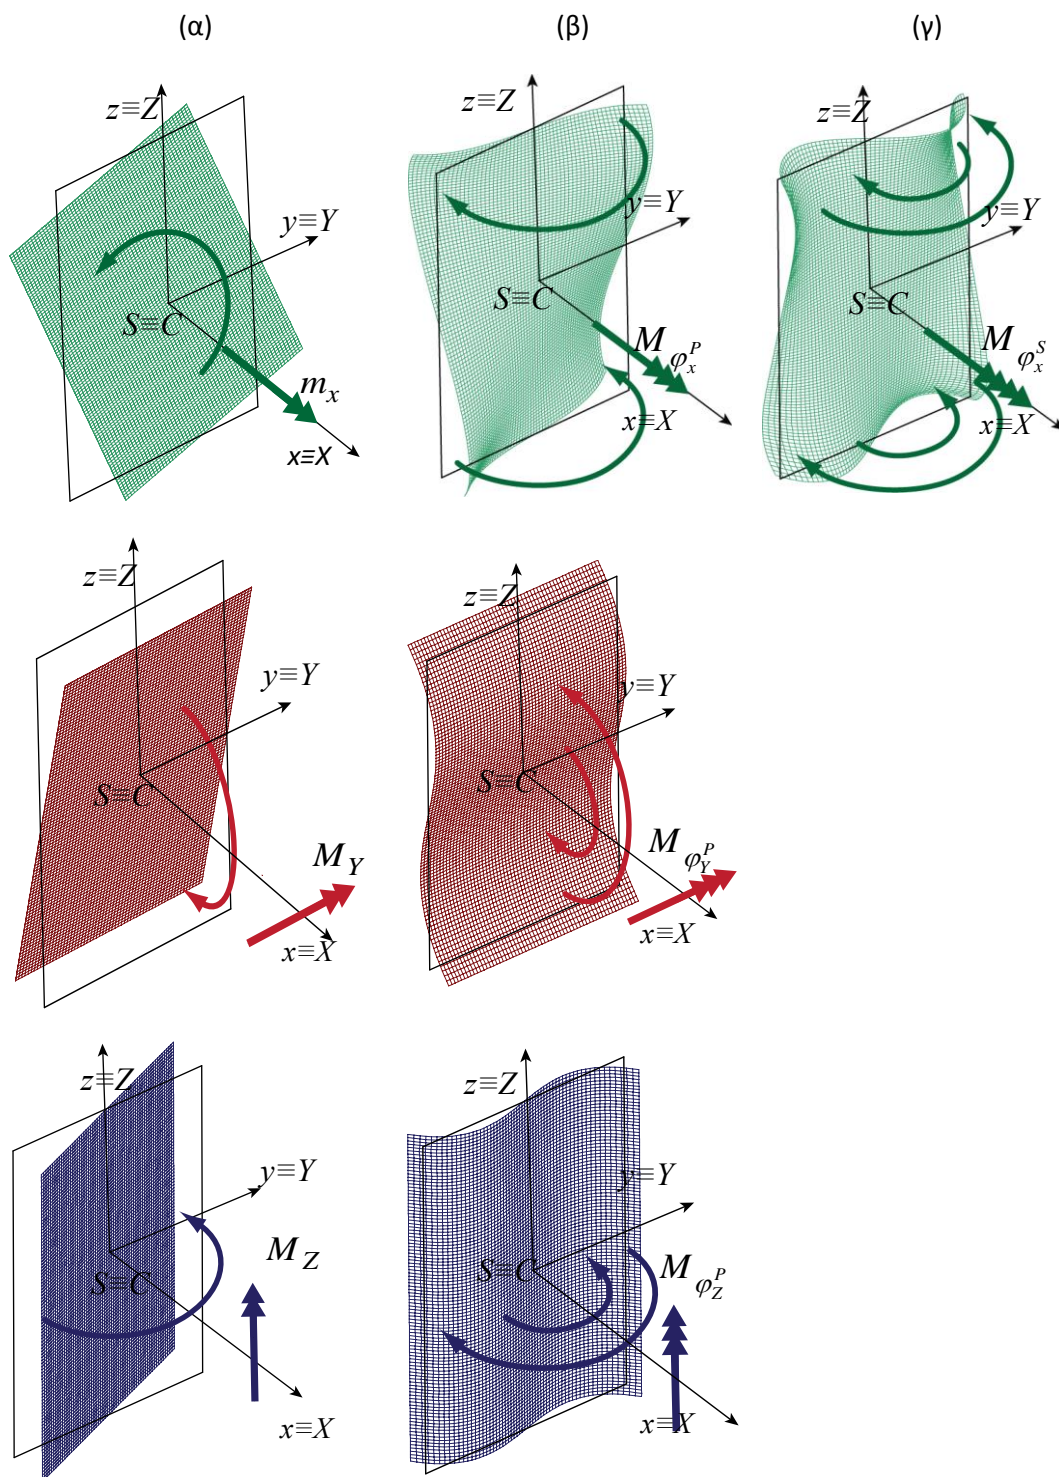 (α) (β) (γ)
z≡Z
y≡Y
S≡C
m_x
x≡X
z≡Z
y≡Y
S≡C
M_{φ_x^P}
x≡X
z≡Z
y≡Y
S≡C
M_{φ_x^S}
x≡X
z≡Z
y≡Y
S≡C
M_Y
x≡X
z≡Z
y≡Y
S≡C
M_{φ_Y^P}
x≡X
z≡Z
y≡Y
S≡C
M_Z
x≡X
z≡Z
y≡Y
S≡C
M_{φ_Z^P}
x≡X